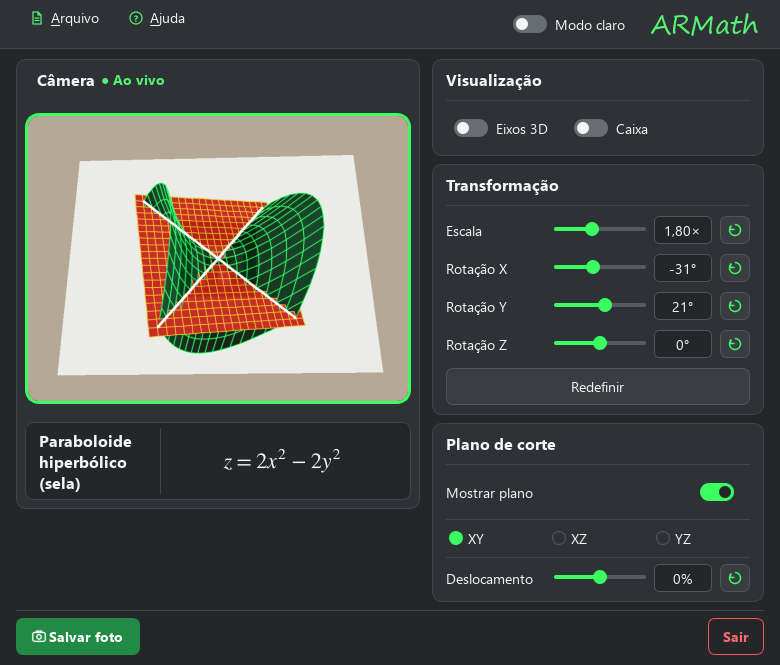 Arquivo
Ajuda
Modo claro
ARMath
Câmera ● Ao vivo
Paraboloide
hiperbólico
(sela)
z = 2x² − 2y²
Visualização
Eixos 3D
Caixa
Transformação
Escala 1,80×
Rotação X -31°
Rotação Y 21°
Rotação Z 0°
Redefinir
Plano de corte
Mostrar plano
XY XZ YZ
Deslocamento 0%
Salvar foto
Sair